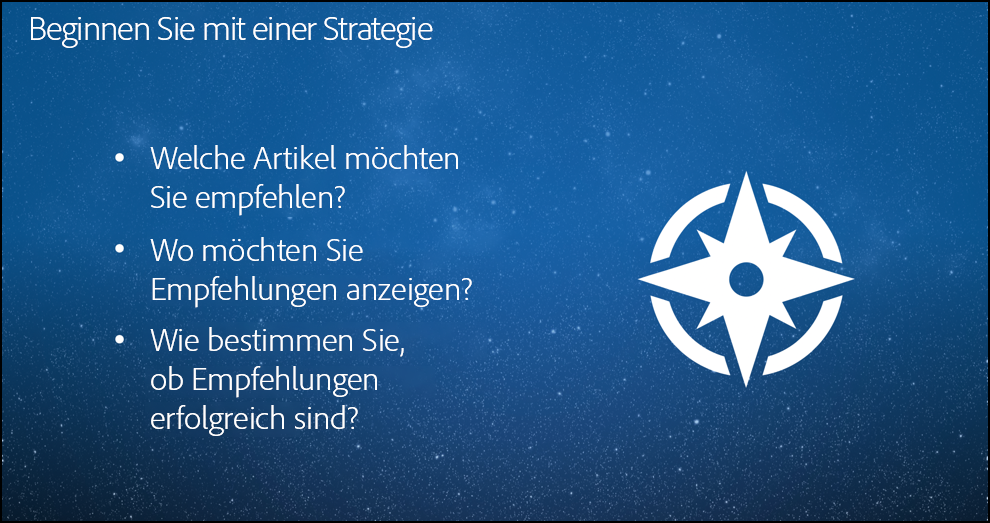 Beginnen Sie mit einer Strategie
• Welche Artikel möchten
Sie empfehlen?
• Wo möchten Sie
Empfehlungen anzeigen?
• Wie bestimmen Sie,
ob Empfehlungen
erfolgreich sind?